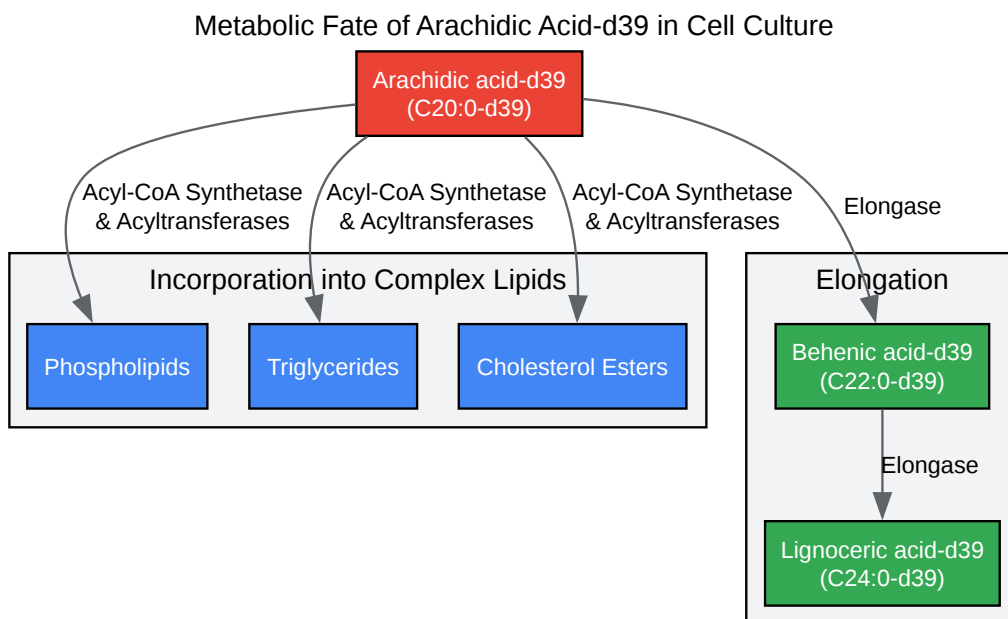 Metabolic Fate of Arachidic Acid-d39 in Cell Culture
Arachidic acid-d39
(C20:0-d39)
Acyl-CoA Synthetase
& Acyltransferases
Acyl-CoA Synthetase
& Acyltransferases
Acyl-CoA Synthetase
& Acyltransferases
Elongase
Incorporation into Complex Lipids
Phospholipids
Triglycerides
Cholesterol Esters
Elongation
Behenic acid-d39
(C22:0-d39)
Elongase
Lignoceric acid-d39
(C24:0-d39)